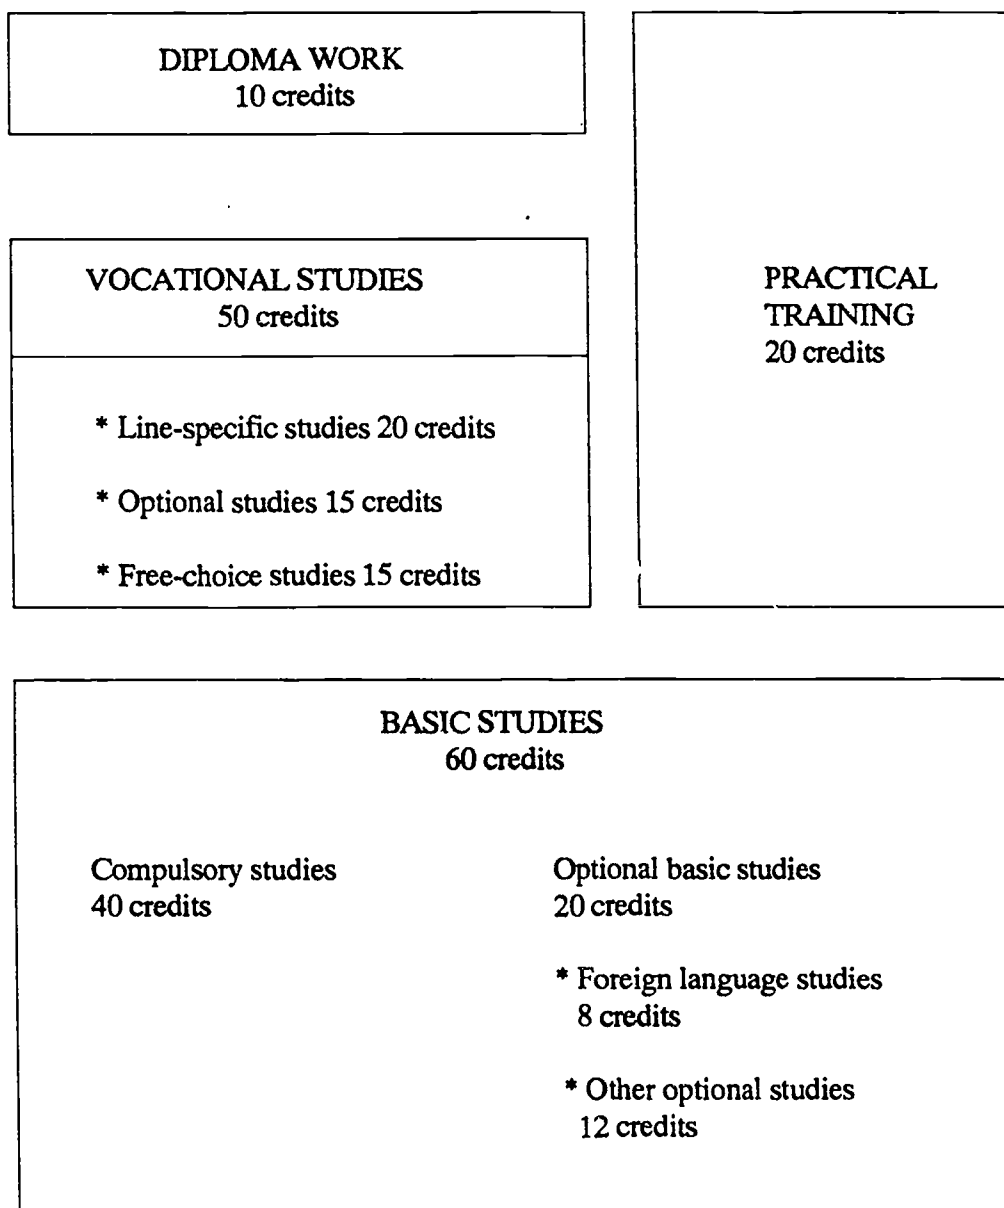 DIPLOMA WORK
10 credits
VOCATIONAL STUDIES
50 credits
* Line-specific studies 20 credits
* Optional studies 15 credits
* Free-choice studies 15 credits
PRACTICAL
TRAINING
20 credits
BASIC STUDIES
60 credits
Compulsory studies
40 credits
Optional basic studies
20 credits
* Foreign language studies
8 credits
* Other optional studies
12 credits